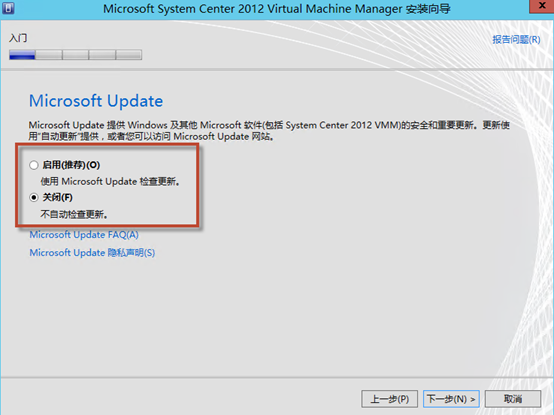 Microsoft System Center 2012 Virtual Machine Manager 安装向导
x
入门
报告问题(R)
Microsoft Update
Microsoft Update 提供 Windows 及其他 Microsoft 软件(包括 System Center 2012 VMM)的安全和重要更新。更新使
用“自动更新”提供，或者您可以访问 Microsoft Update 网站。
启用(推荐)(O)
使用 Microsoft Update 检查更新。
关闭(F)
不自动检查更新。
Microsoft Update FAQ(A)
Microsoft Update 隐私声明(S)
上一步(P)
下一步(N) >
取消